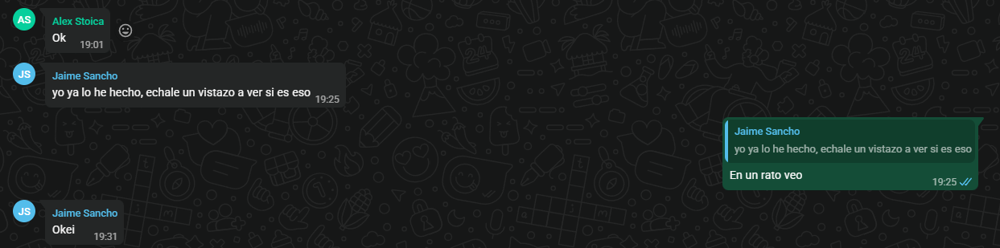 AS
Alex Stoica
Ok
19:01
JS
Jaime Sancho
yo ya lo he hecho, echale un vistazo a ver si es eso
19:25
Jaime Sancho
yo ya lo he hecho, echale un vistazo a ver si es eso
En un rato veo
19:25
JS
Jaime Sancho
Okei
19:31